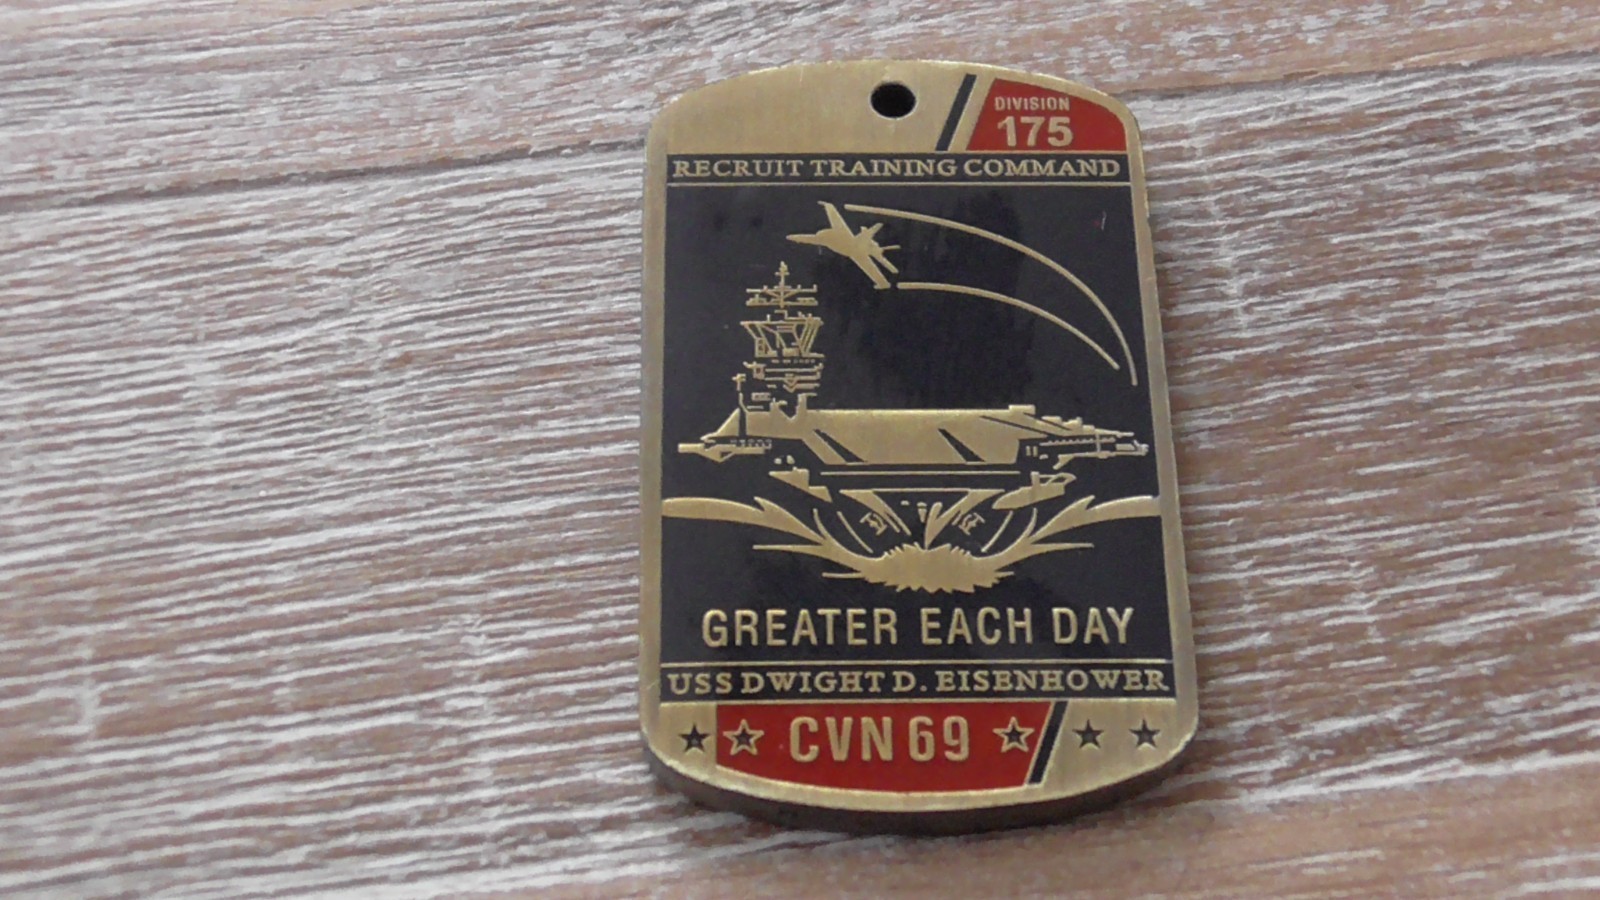 DIVISION
175
RECRUIT TRAINING COMMAND
GREATER EACH DAY
USS DWIGHT D. EISENHOWER
CVN 69